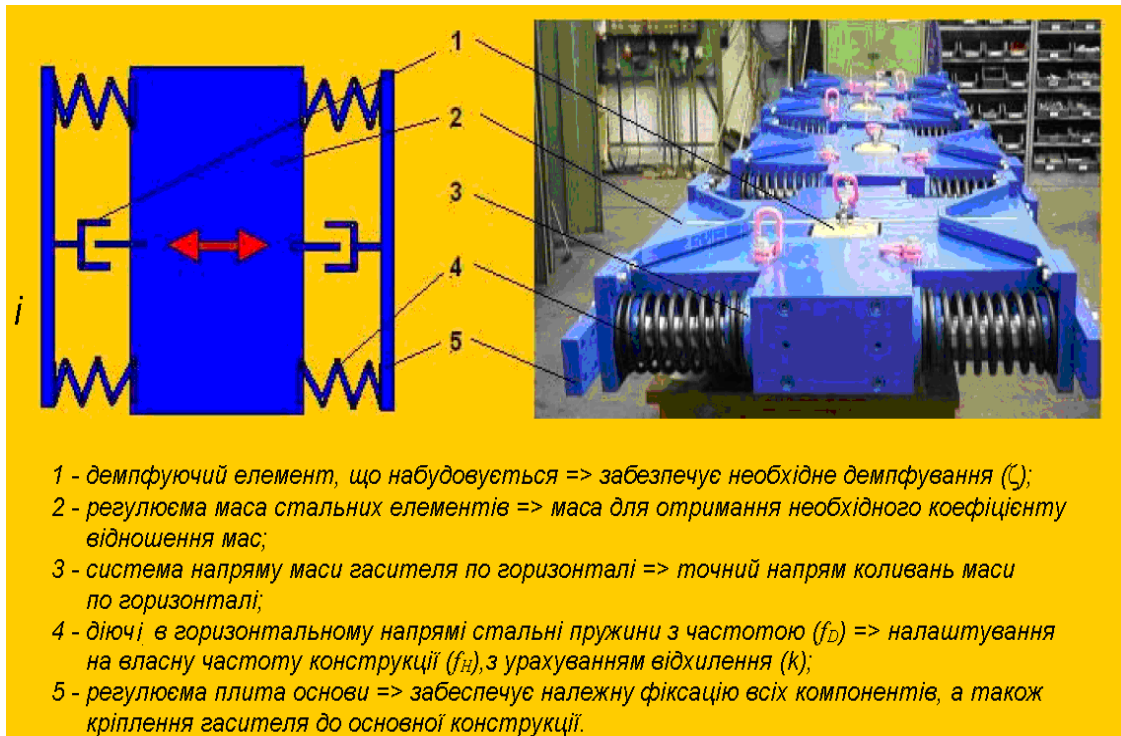 1
2
3
4
5
i
1 - демпфуючий елемент, що набудовується => забезпечує необхідне демпфування (ζ);
2 - регулюєма маса стальних елементів => маса для отримання необхідного коефіцієнту
відношення мас;
3 - система напряму маси гасителя по горизонталі => точний напрям коливань маси
по горизонталі;
4 - діючі в горизонтальному напрямі стальні пружини з частотою (f_D) => налаштування
на власну частоту конструкції (f_H),з урахуванням відхилення (k);
5 - регулюєма плита основи => забеспечує належну фіксацію всіх компонентів, а також
кріплення гасителя до основної конструкції.